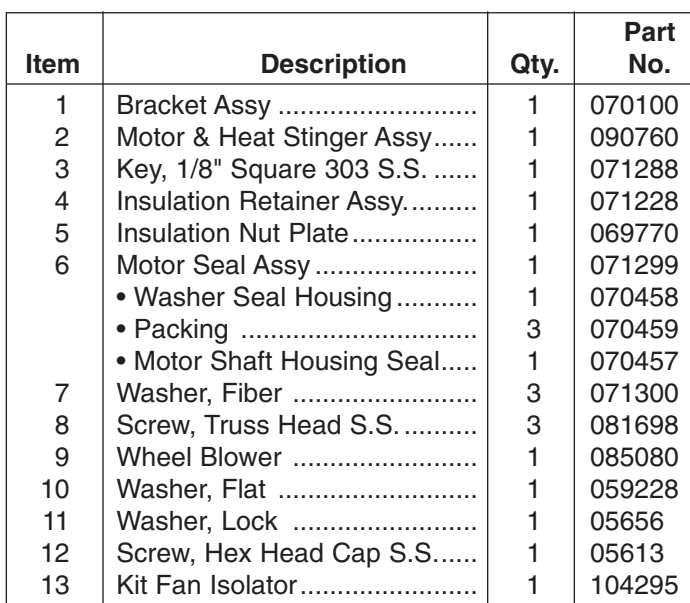 Part
Item Description Qty. No.
1 Bracket Assy ........................... 1 070100
2 Motor & Heat Stinger Assy...... 1 090760
3 Key, 1/8" Square 303 S.S. ...... 1 071288
4 Insulation Retainer Assy.......... 1 071228
5 Insulation Nut Plate................. 1 069770
6 Motor Seal Assy ...................... 1 071299
• Washer Seal Housing ........... 1 070458
• Packing ................................ 3 070459
• Motor Shaft Housing Seal..... 1 070457
7 Washer, Fiber ......................... 3 071300
8 Screw, Truss Head S.S. .......... 3 081698
9 Wheel Blower ......................... 1 085080
10 Washer, Flat ........................... 1 059228
11 Washer, Lock ......................... 1 05656
12 Screw, Hex Head Cap S.S...... 1 05613
13 Kit Fan Isolator........................ 1 104295